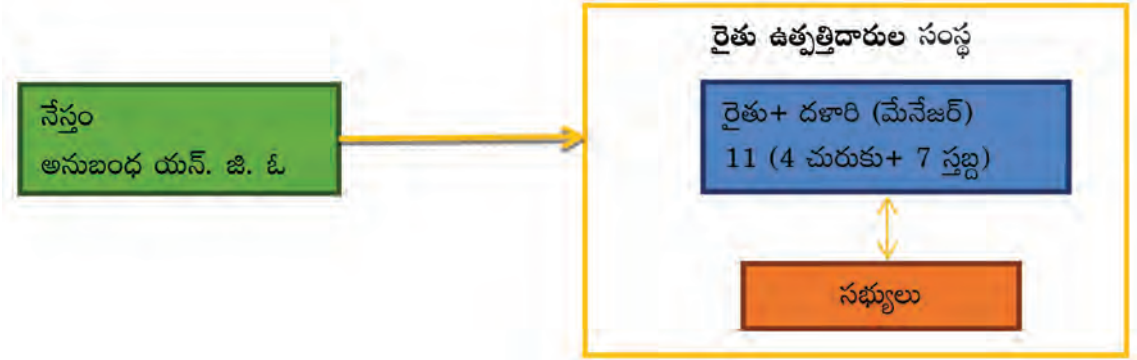 నేస్తం
అనుబంధ యన్. జి. ఓ
రైతు ఉత్పత్తిదారుల సంస్థ
రైతు+ దళారి (మేనేజర్)
11 (4 చురుకు+ 7 స్తబ్ద)
సభ్యులు